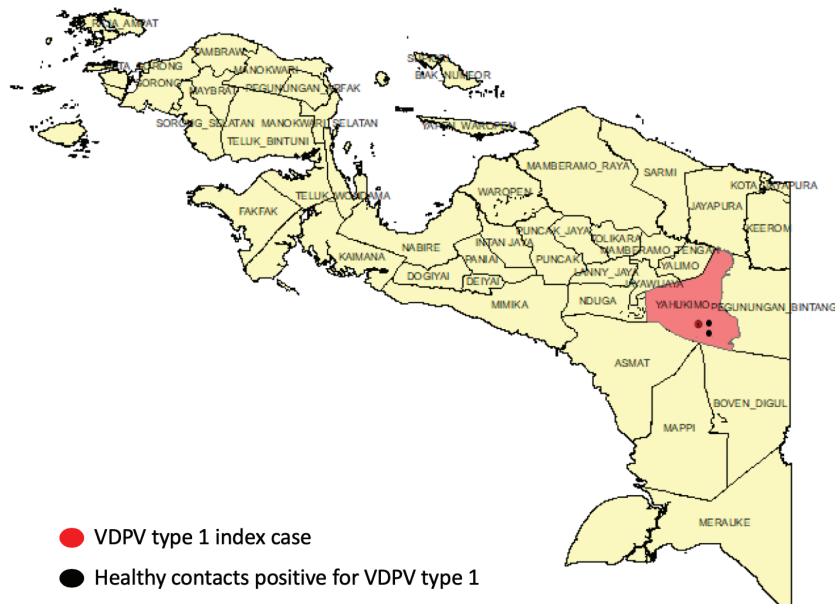 RAJA_AMPAT
TAMBRAW
SORONG
MANOKWARI
SORONG
MAYBRAT
PEGUNUNGAN_ARFAK
SORONG_SELATAN
MANOKWARI_SELATAN
TELUK_BINTUNI
BIAK_NUMFOR
YAPEN_WAROPEN
TELUK_WONDAMA
FAKFAK
KAIMANA
NABIRE
WAROPEN
MAMBERAMO_RAYA
SARMI
KOTA_JAYAPURA
JAYAPURA
KEEROM
PUNCAK_JAYA
TOLIKARA
INTAN_JAYA
MAMBERAMO_TENGAH
PANIAI
PUNCAK
YALIMO
DOGIYAI
DEIYAI
LANNY_JAYA
JAYAWIJAYA
MIMIKA
NDUGA
YAHUKIMO
PEGUNUNGAN_BINTANG
ASMAT
BOVEN_DIGUL
MAPPI
MERAUKE
VDPV type 1 index case
Healthy contacts positive for VDPV type 1